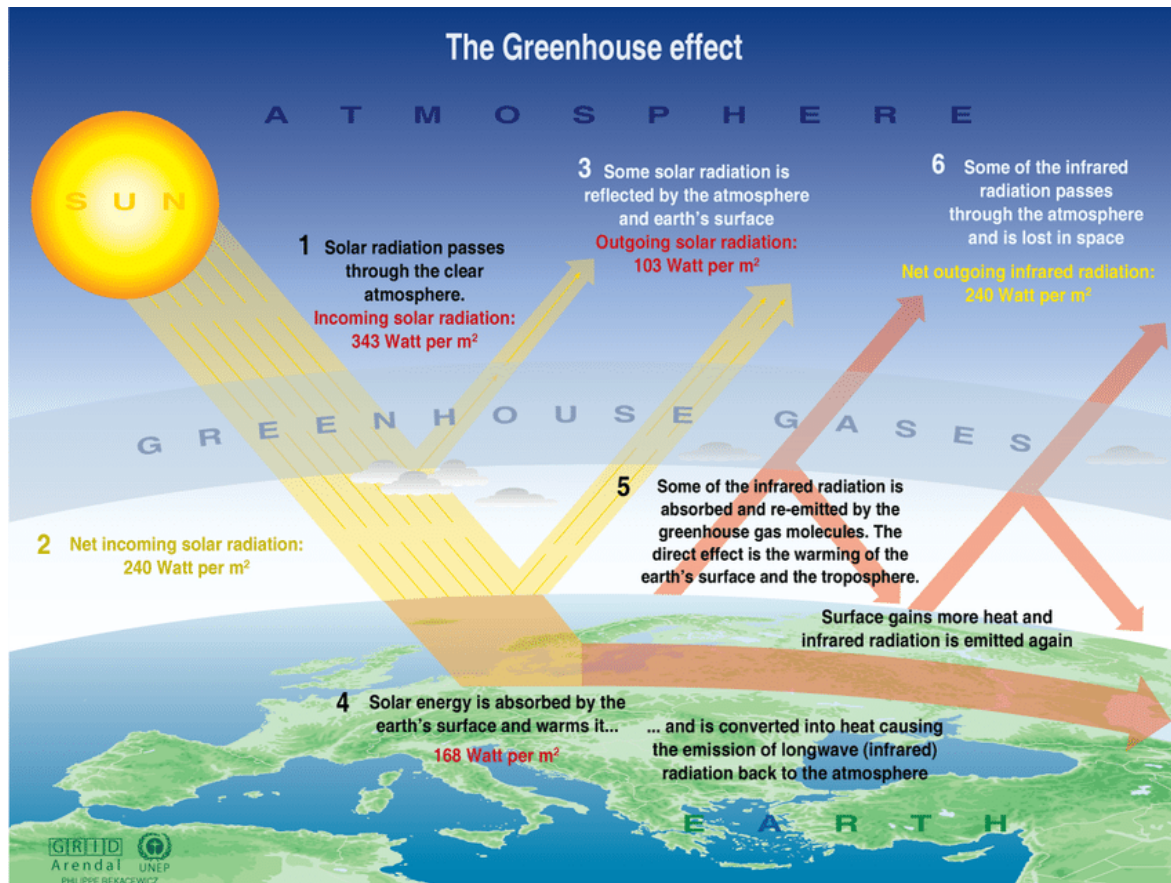 The Greenhouse effect
ATMOSPHERE
SUN
1 Solar radiation passes
through the clear
atmosphere.
Incoming solar radiation:
343 Watt per m²
2 Net incoming solar radiation:
240 Watt per m²
3 Some solar radiation is
reflected by the atmosphere
and earth's surface
Outgoing solar radiation:
103 Watt per m²
6 Some of the infrared
radiation passes
through the atmosphere
and is lost in space
Net outgoing infrared radiation:
240 Watt per m²
GREENHOUSE GASES
5 Some of the infrared radiation is
absorbed and re-emitted by the
greenhouse gas molecules. The
direct effect is the warming of the
earth's surface and the troposphere.
Surface gains more heat and
infrared radiation is emitted again
4 Solar energy is absorbed by the
earth's surface and warms it...
168 Watt per m²
... and is converted into heat causing
the emission of longwave (infrared)
radiation back to the atmosphere
EARTH
GRID
Arendal
UNEP
PHILIPPE REKACEWICZ